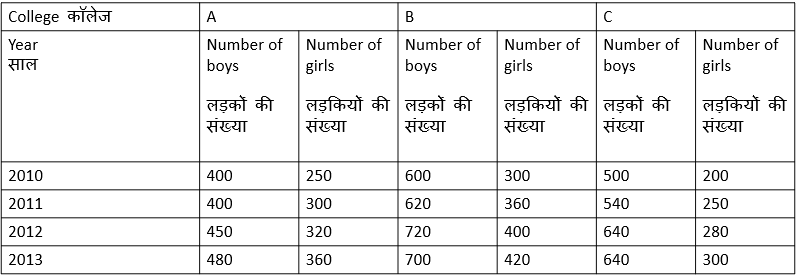 College कॉलेज A B C
Year
साल
Number of
boys
लड़कों की
संख्या
Number of
girls
लड़कियों की
संख्या
Number of
boys
लड़कों की
संख्या
Number of
girls
लड़कियों की
संख्या
Number of
boys
लड़कों की
संख्या
Number of
girls
लड़कियों की
संख्या
2010 400 250 600 300 500 200
2011 400 300 620 360 540 250
2012 450 320 720 400 640 280
2013 480 360 700 420 640 300